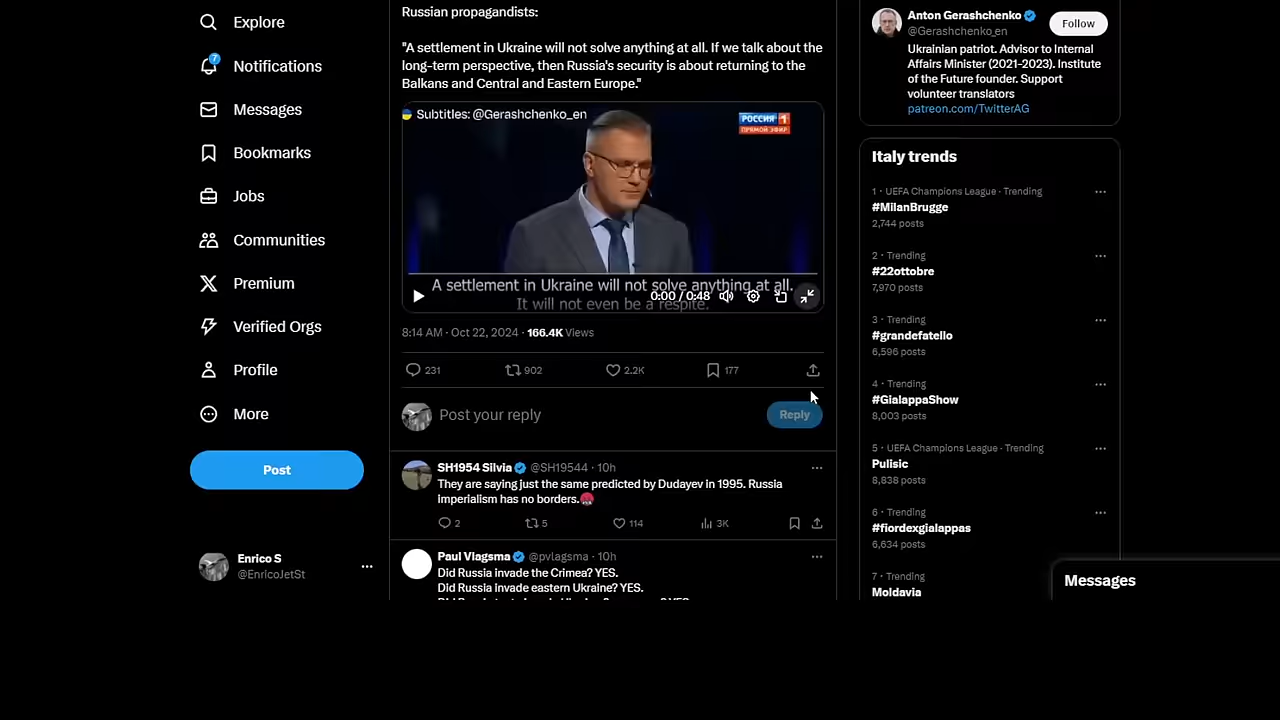 Explore
7
Notifications
Messages
Bookmarks
Jobs
Communities
Premium
Verified Orgs
Profile
More
Post
Enrico S
@EnricoJetSt
Russian propagandists:
"A settlement in Ukraine will not solve anything at all. If we talk about the
long-term perspective, then Russia's security is about returning to the
Balkans and Central and Eastern Europe."
Subtitles: @Gerashchenko_en
РОССИЯ 1
ПРЯМОЙ ЭФИР
A settlement in Ukraine will not solve anything at all.
It will not even be a respite.
0:00 / 0:48
8:14 AM · Oct 22, 2024 · 166.4K Views
231 902 2.2K 177
Post your reply
Reply
SH1954 Silvia @SH19544 · 10h
They are saying just the same predicted by Dudayev in 1995. Russia
Imperialism has no borders.
2 5 114 3K
Paul Vlagsma @pvlagsma · 10h
Did Russia invade the Crimea? YES.
Did Russia invade eastern Ukraine? YES.
Anton Gerashchenko
@Gerashchenko_en
Follow
Ukrainian patriot. Advisor to Internal
Affairs Minister (2021-2023). Institute
of the Future founder. Support
volunteer translators
patreon.com/TwitterAG
Italy trends
1 · UEFA Champions League · Trending
#MilanBrugge
2,744 posts
2 · Trending
#22ottobre
7,970 posts
3 · Trending
#grandefatello
6,596 posts
4 · Trending
#GialappaShow
8,003 posts
5 · UEFA Champions League · Trending
Pulisic
8,838 posts
6 · Trending
#fiordexgialappas
6,634 posts
7 · Trending
Moldavia
Messages